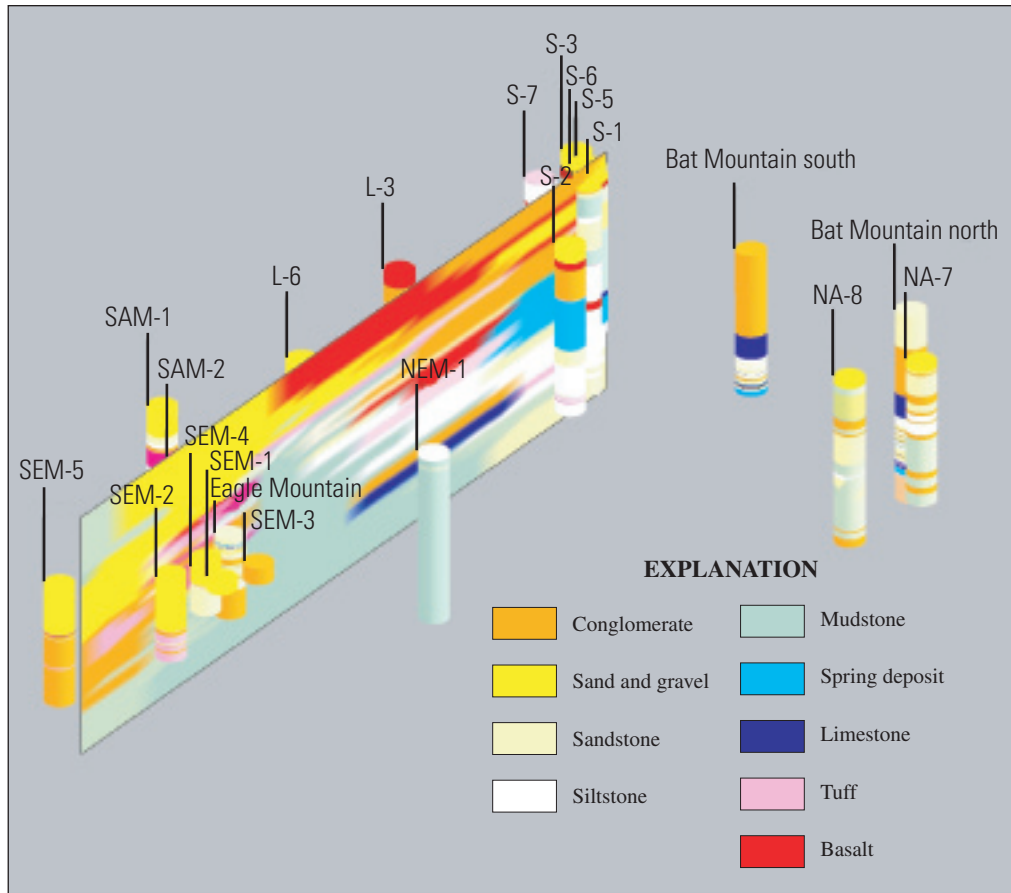 S-3
S-6
S-7
S-5
S-1
Bat Mountain south
S-2
L-3
Bat Mountain north
L-6
NA-7
NA-8
SAM-1
SAM-2
NEM-1
SEM-4
SEM-1
SEM-5
SEM-2
Eagle Mountain
SEM-3
EXPLANATION
Conglomerate
Sand and gravel
Sandstone
Siltstone
Mudstone
Spring deposit
Limestone
Tuff
Basalt